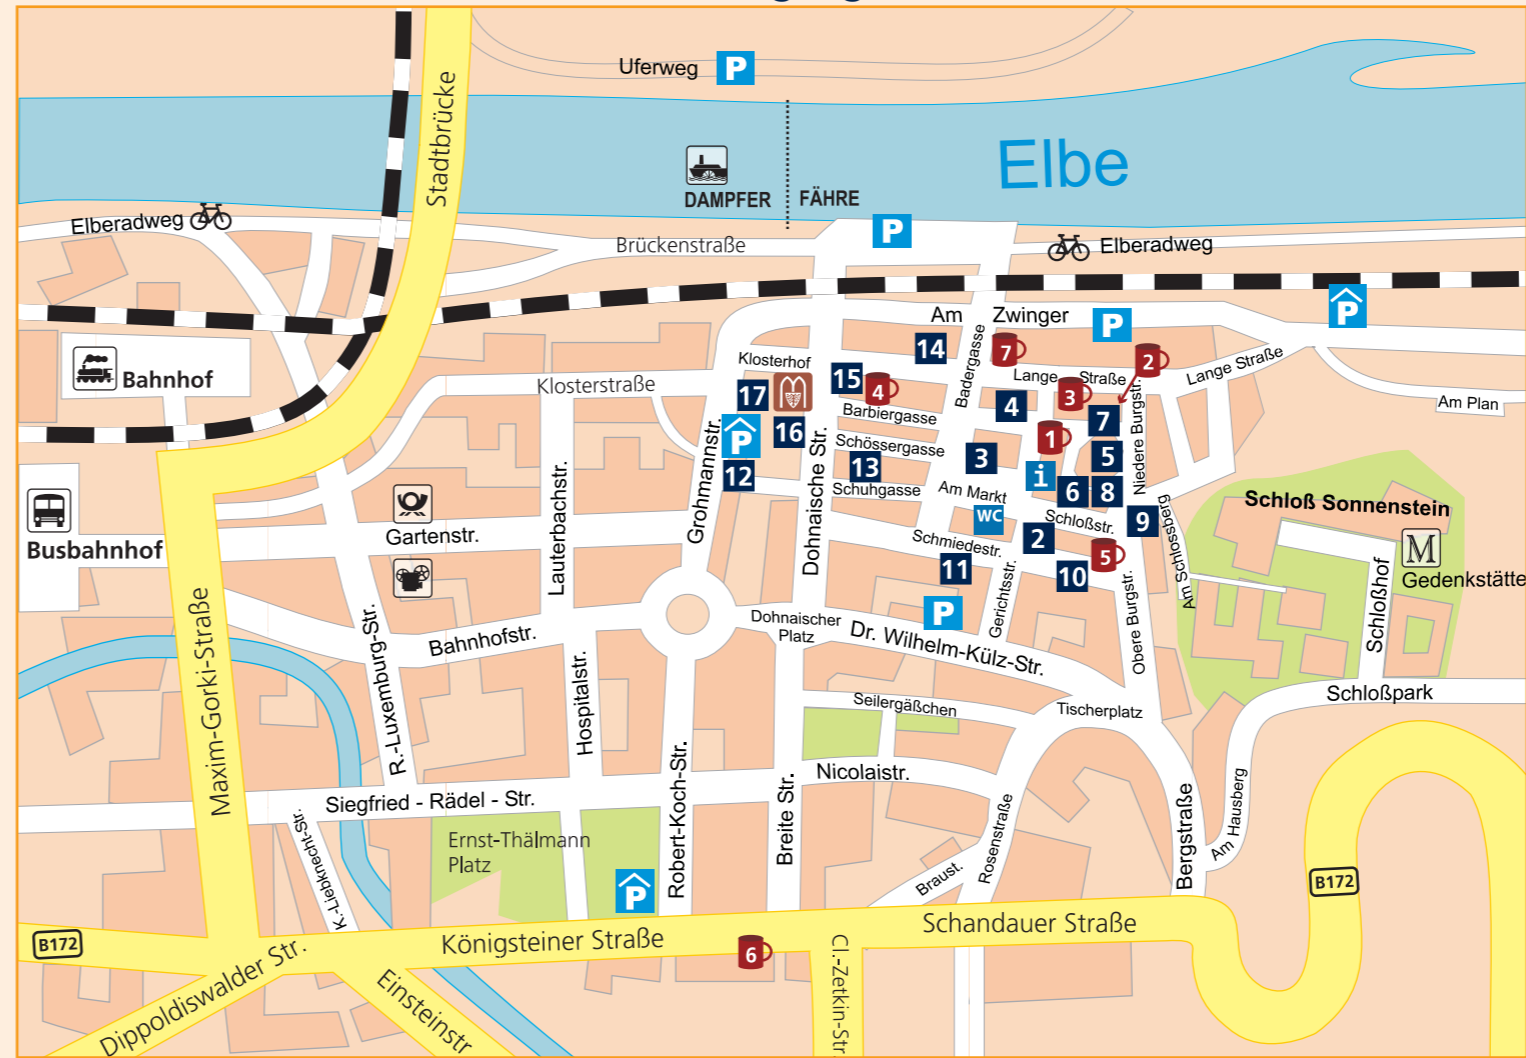 Uferweg P
Stadtbrücke
Elbe
DAMPFER
FÄHRE
Elberadweg
P
Brückenstraße
Elberadweg
P
Am Zwinger
P
14
7
Badergasse
2
Klosterhof
Bahnhof
Klosterstraße
17
15
4
Lange Straße
3
Lange Straße
Am Plan
Barbiergasse
4
7
Niedere Burgstr.
P
16
Schössergasse
1
Grohmannstr.
Dohnaische Str.
12
13
3
5
i
6
8
Schuhgasse
Am Markt
WC
Schloßstr.
9
Am Schlossberg
Schloß Sonnenstein
M
Gedenkstätte
Schloßhof
Busbahnhof
Gartenstr.
Lauterbachstr.
Schmiedestr.
2
5
11
10
P
Gerichtsstr.
Obere Burgstr.
Maxim-Gorki-Straße
R.-Luxemburg-Str.
Bahnhofstr.
Dohnaischer
Platz
Dr. Wilhelm-Külz-Str.
Hospitalstr.
Seilergäßchen
Tischerplatz
Schloßpark
Nicolaistr.
Siegfried - Rädel - Str.
Robert-Koch-Str.
Breite Str.
Rosenstraße
Bergstraße
Am Hausberg
K.-Liebknecht-Str.
Ernst-Thälmann
Platz
P
Braust.
B172
B172
Königsteiner Straße
6
Schandauer Straße
Cl.-Zetkin-Str.
Dippoldiswalder Str.
Einsteinstr